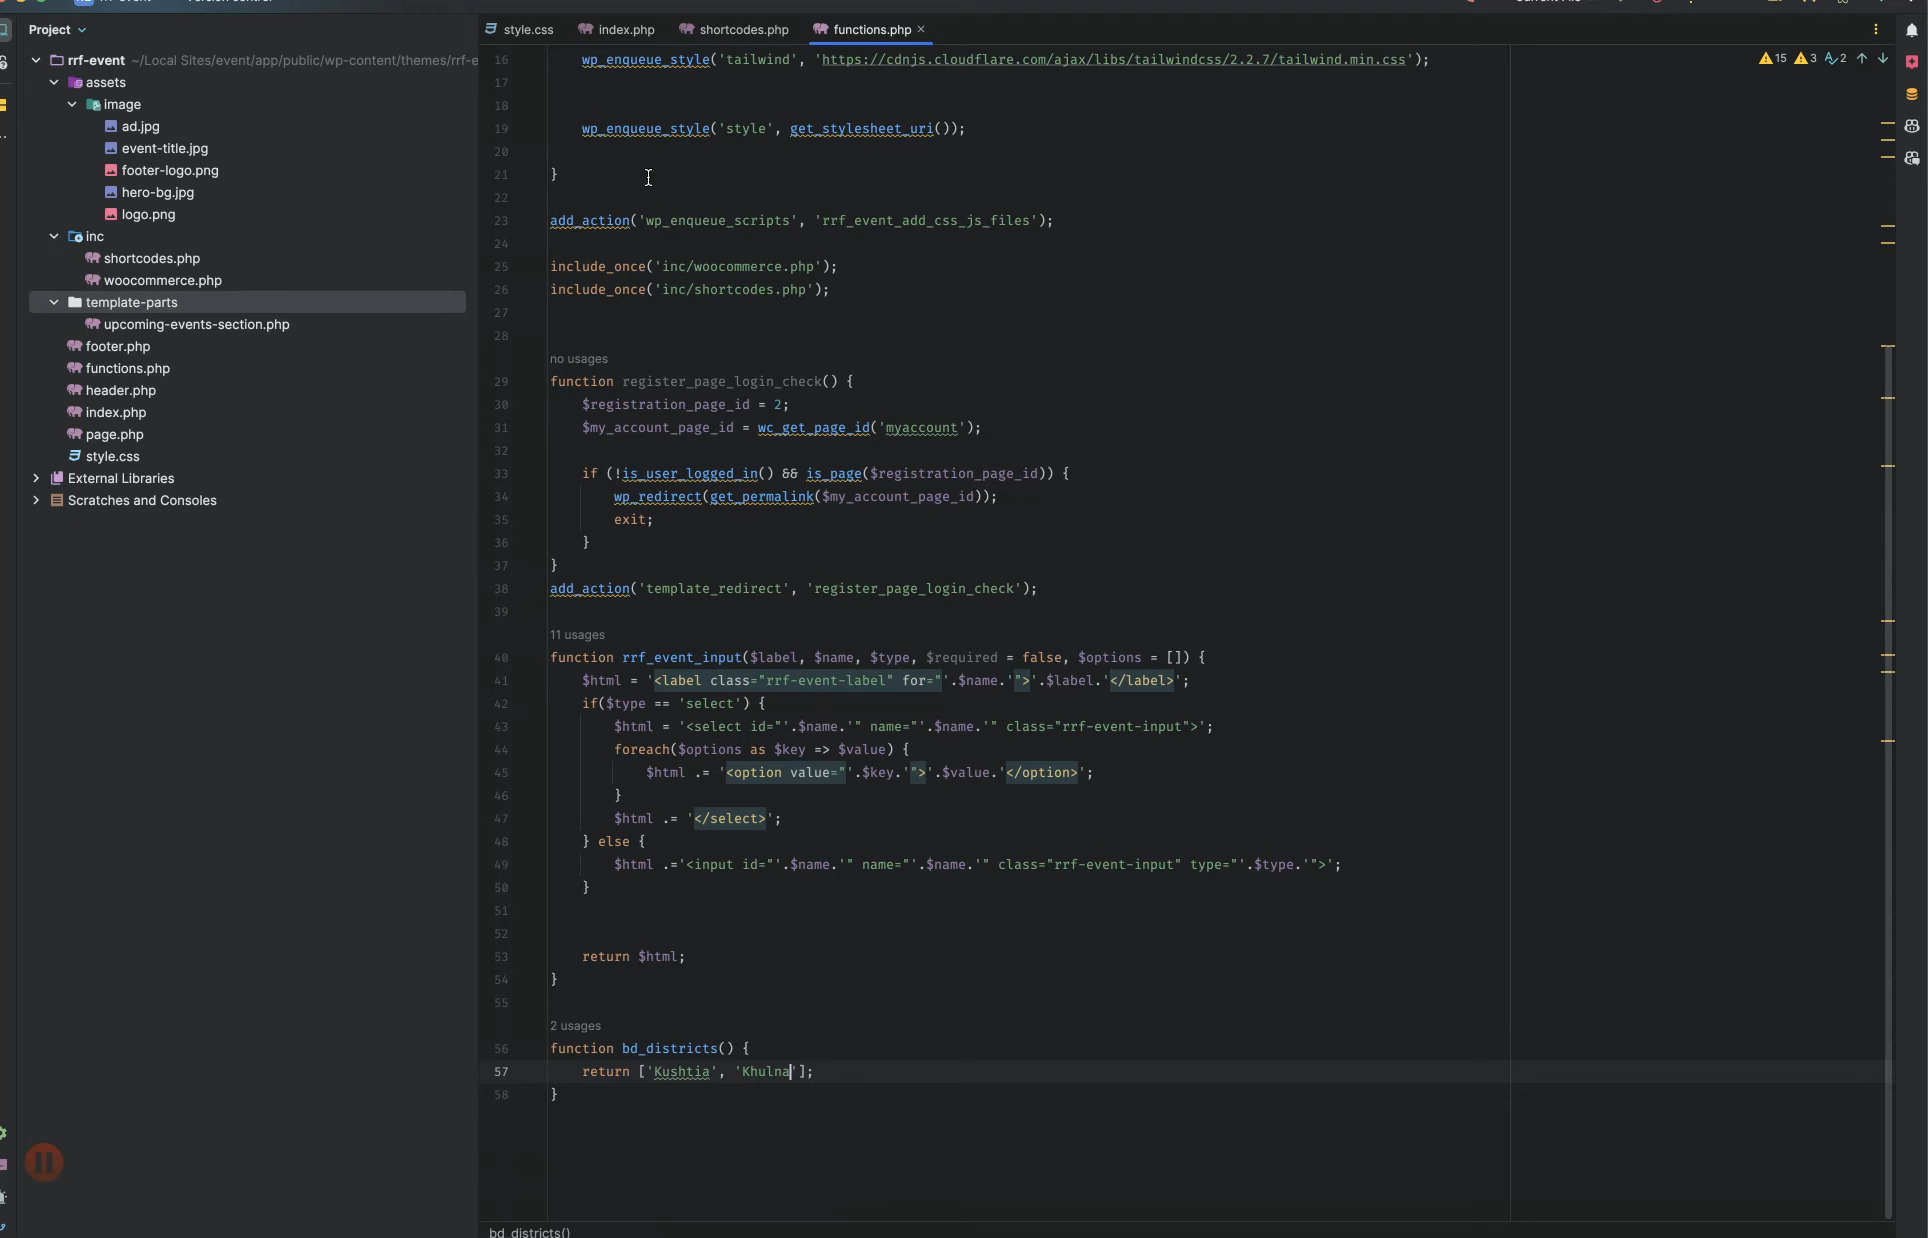 Project
rrf-event ~/Local Sites/event/app/public/wp-content/themes/rrf-e
assets
image
ad.jpg
event-title.jpg
footer-logo.png
hero-bg.jpg
logo.png
inc
shortcodes.php
woocommerce.php
template-parts
upcoming-events-section.php
footer.php
functions.php
header.php
index.php
page.php
style.css
External Libraries
Scratches and Consoles
style.css index.php shortcodes.php functions.php
15 3 2
16 wp_enqueue_style('tailwind', 'https://cdnjs.cloudflare.com/ajax/libs/tailwindcss/2.2.7/tailwind.min.css');
17
18
19 wp_enqueue_style('style', get_stylesheet_uri());
20
21 }
22
23 add_action('wp_enqueue_scripts', 'rrf_event_add_css_js_files');
24
25 include_once('inc/woocommerce.php');
26 include_once('inc/shortcodes.php');
27
28
no usages
29 function register_page_login_check() {
30 $registration_page_id = 2;
31 $my_account_page_id = wc_get_page_id('myaccount');
32
33 if (!is_user_logged_in() && is_page($registration_page_id)) {
34 wp_redirect(get_permalink($my_account_page_id));
35 exit;
36 }
37 }
38 add_action('template_redirect', 'register_page_login_check');
39
11 usages
40 function rrf_event_input($label, $name, $type, $required = false, $options = []) {
41 $html = '<label class="rrf-event-label" for="'.$name.'">'.$label.'</label>';
42 if($type == 'select') {
43 $html = '<select id="'.$name.'" name="'.$name.'" class="rrf-event-input">';
44 foreach($options as $key => $value) {
45 $html .= '<option value="'.$key.'">'.$value.'</option>';
46 }
47 $html .= '</select>';
48 } else {
49 $html .='<input id="'.$name.'" name="'.$name.'" class="rrf-event-input" type="'.$type.'">';
50 }
51
52
53 return $html;
54 }
55
2 usages
56 function bd_districts() {
57 return ['Kushtia', 'Khulna'];
58 }
bd_districts()